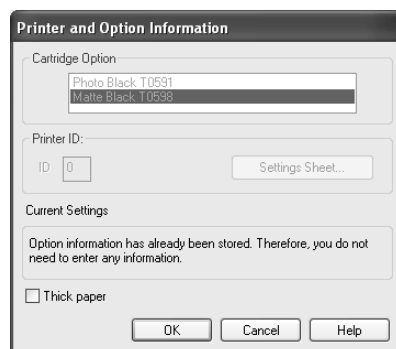 Printer and Option Information
Cartridge Option
Photo Black T0591
Matte Black T0598
Printer ID:
ID 0 Settings Sheet...
Current Settings
Option information has already been stored. Therefore, you do not
need to enter any information.
Thick paper
OK Cancel Help